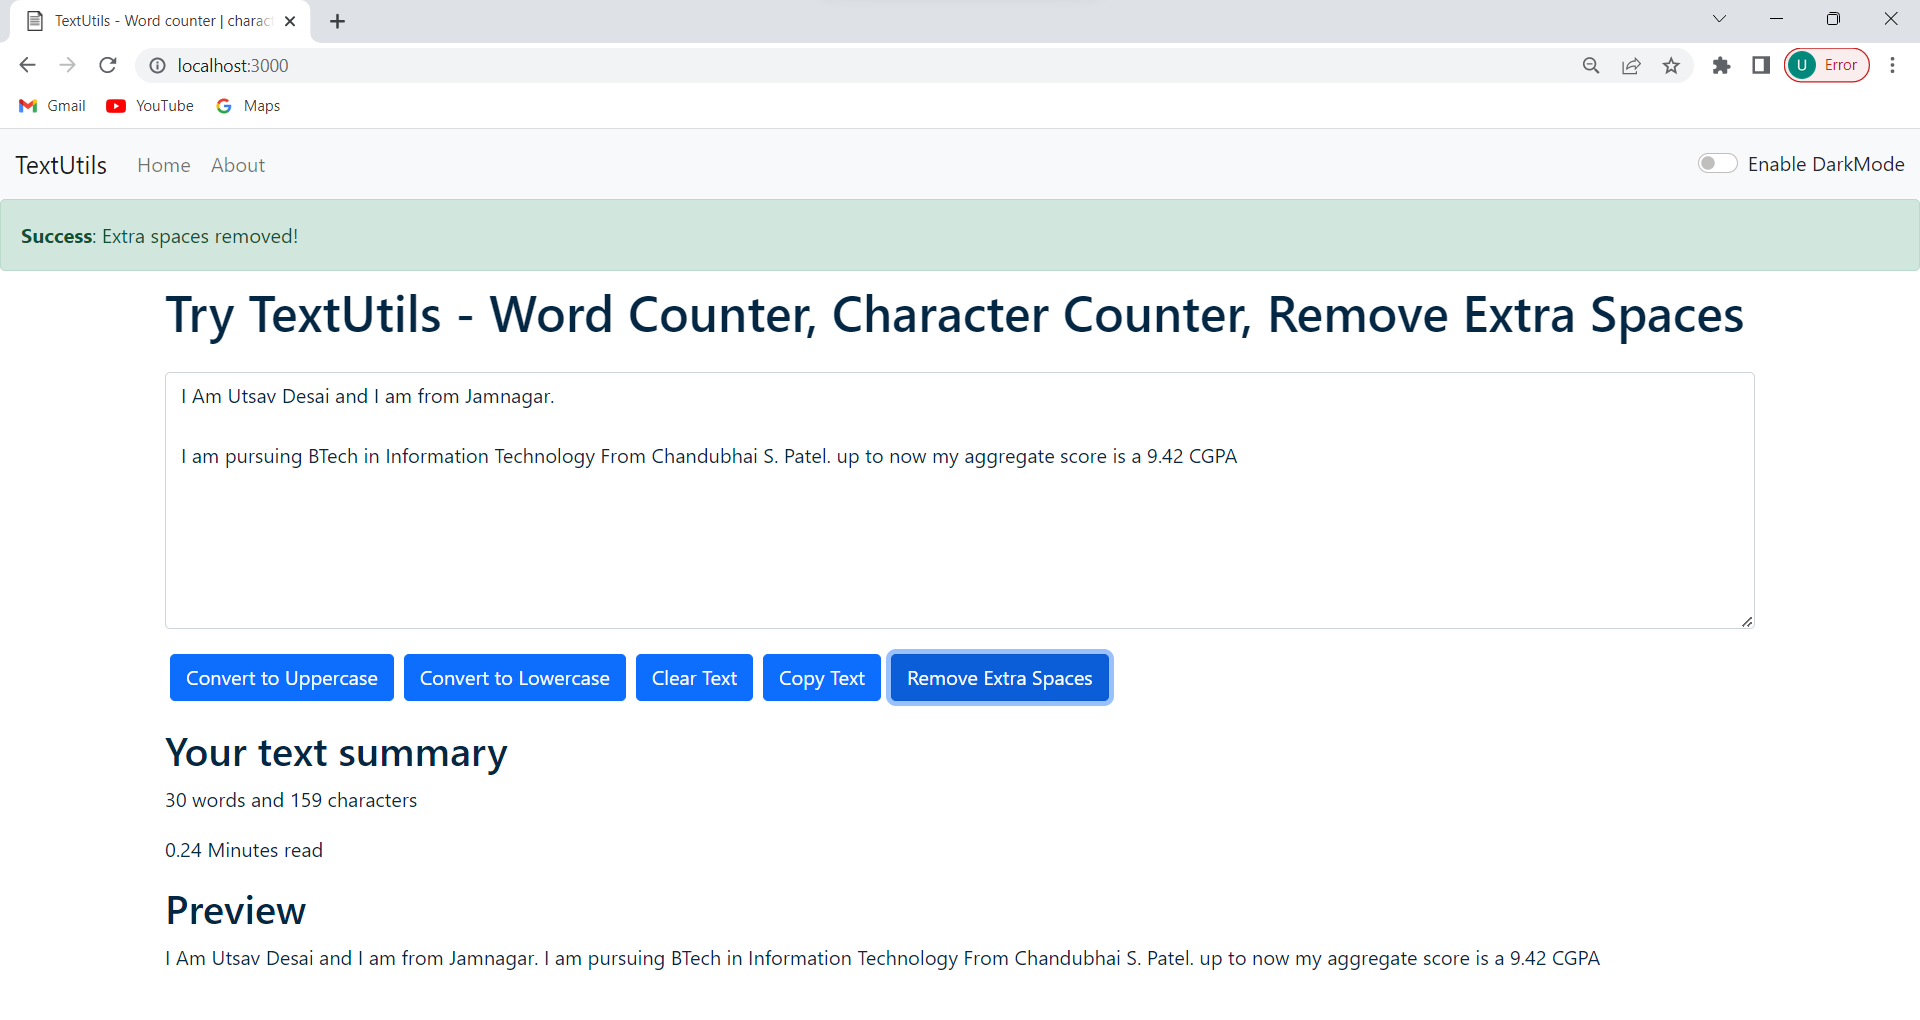 TextUtils - Word counter | charac
localhost:3000
U Error
Gmail YouTube Maps
TextUtils Home About Enable DarkMode
Success: Extra spaces removed!
Try TextUtils - Word Counter, Character Counter, Remove Extra Spaces
I Am Utsav Desai and I am from Jamnagar.
I am pursuing BTech in Information Technology From Chandubhai S. Patel. up to now my aggregate score is a 9.42 CGPA
Convert to Uppercase Convert to Lowercase Clear Text Copy Text Remove Extra Spaces
Your text summary
30 words and 159 characters
0.24 Minutes read
Preview
I Am Utsav Desai and I am from Jamnagar. I am pursuing BTech in Information Technology From Chandubhai S. Patel. up to now my aggregate score is a 9.42 CGPA